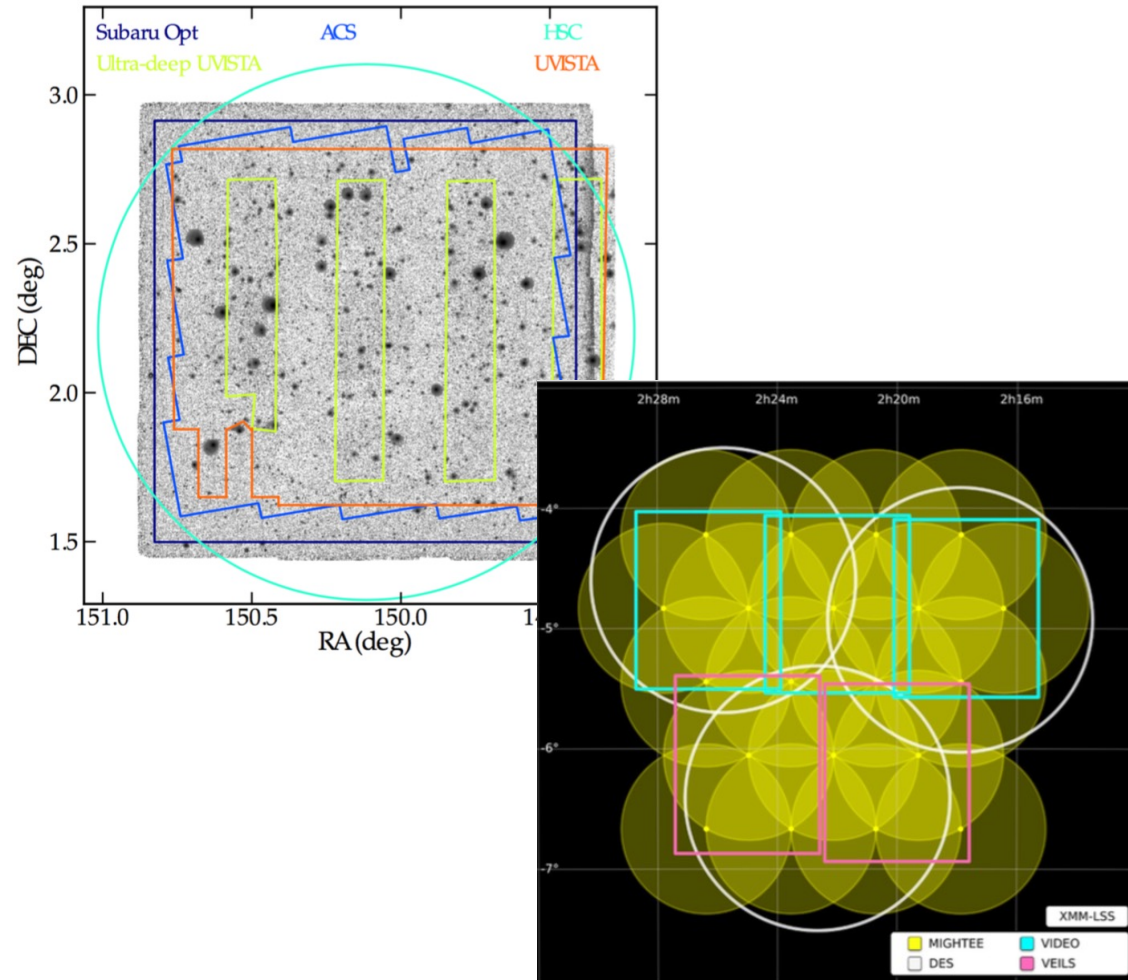 Subaru Opt ACS HSC
Ultra-deep UVISTA UVISTA
3.0
2.5
2.0
1.5
DEC (deg)
151.0 150.5 150.0
RA (deg)
2h28m 2h24m 2h20m 2h16m
-4°
-5°
-6°
-7°
XMM-LSS
MIGHTEE VIDEO
DES VEILS